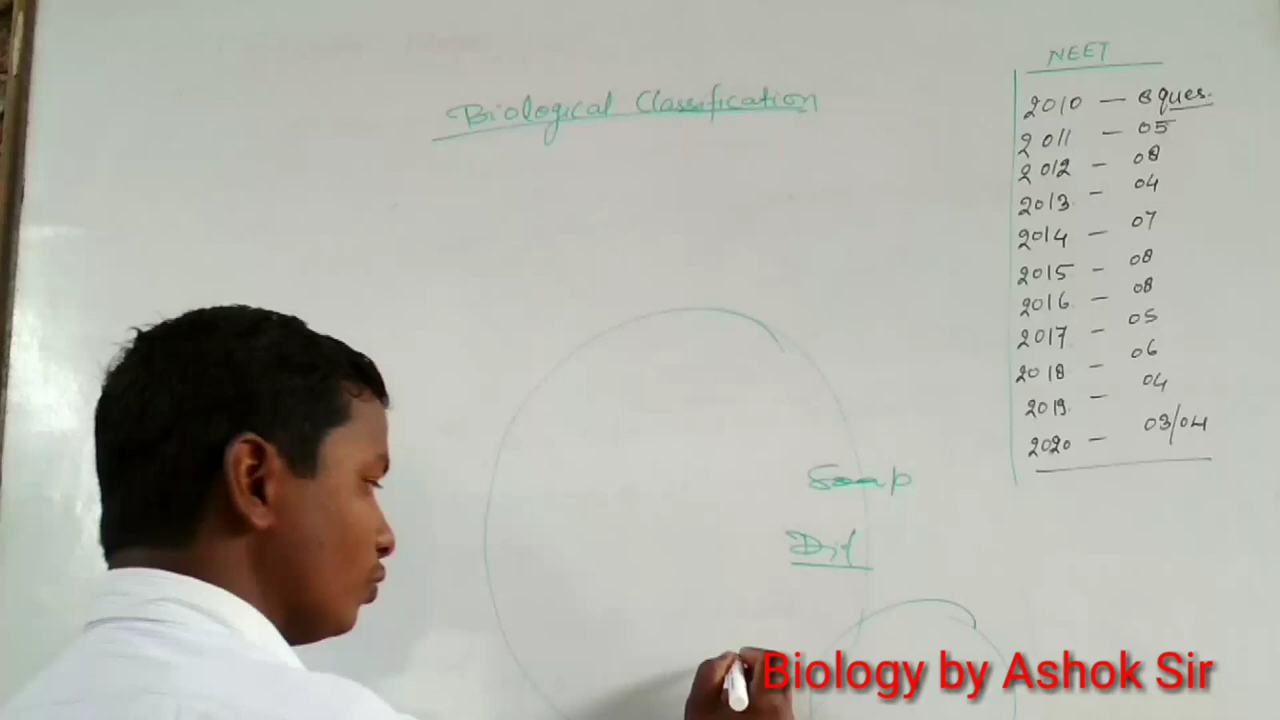 Biological Classification
NEET
2010 — 8 ques.
2011 — 05
2012 — 08
2013 — 04
2014 — 07
2015 — 08
2016 — 08
2017 — 05
2018 — 06
2019 — 04
2020 — 03/04
Soap
Biology by Ashok Sir